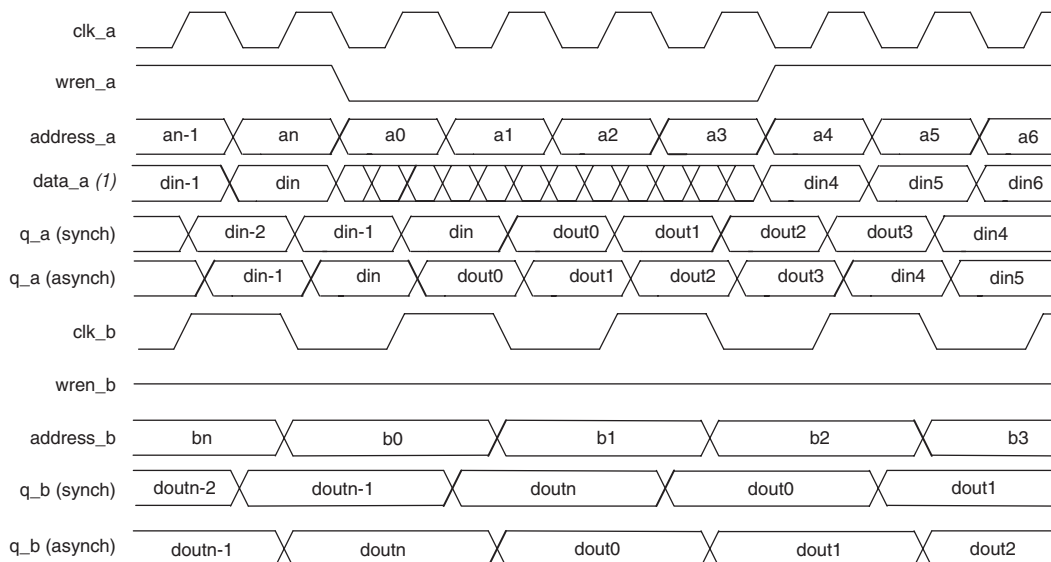 clk_a
wren_a
address_a an-1 an a0 a1 a2 a3 a4 a5 a6
data_a (1) din-1 din din4 din5 din6
q_a (synch) din-2 din-1 din dout0 dout1 dout2 dout3 din4
q_a (asynch) din-1 din dout0 dout1 dout2 dout3 din4 din5
clk_b
wren_b
address_b bn b0 b1 b2 b3
q_b (synch) doutn-2 doutn-1 doutn dout0 dout1
q_b (asynch) doutn-1 doutn dout0 dout1 dout2